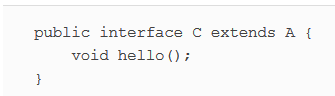 public interface C extends A {
    void hello();
}